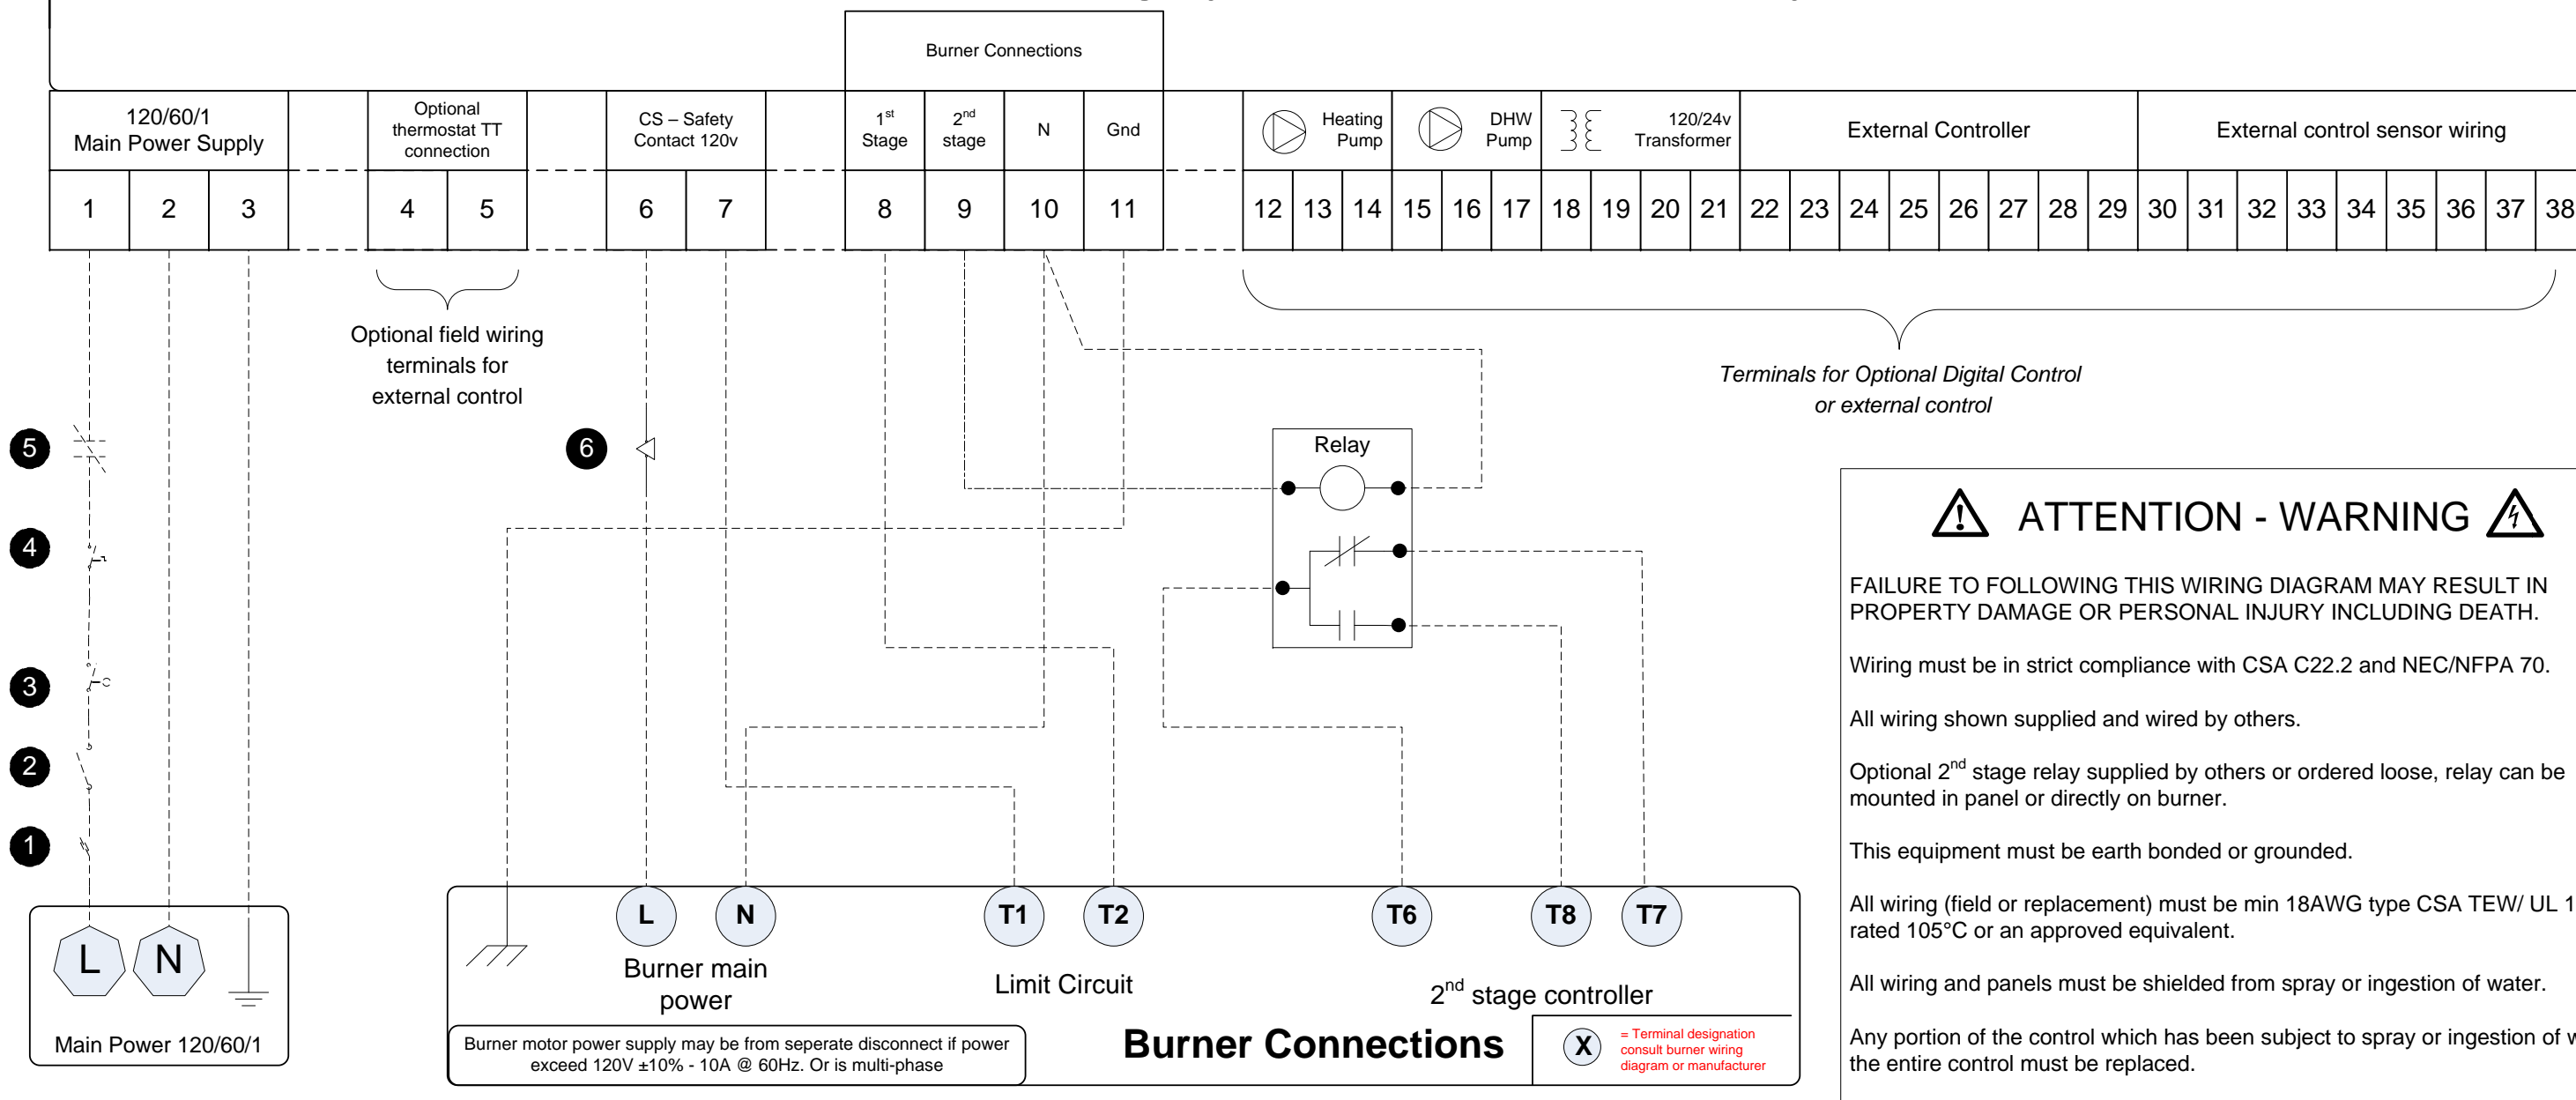 Burner Connections
120/60/1
Main Power Supply
Optional
thermostat TT
connection
CS – Safety
Contact 120v
1st
Stage
2nd
stage
N
Gnd
Heating
Pump
DHW
Pump
120/24v
Transformer
External Controller
External control sensor wiring
1 2 3 4 5 6 7 8 9 10 11 12 13 14 15 16 17 18 19 20 21 22 23 24 25 26 27 28 29 30 31 32 33 34 35 36 37 38
Optional field wiring
terminals for
external control
Terminals for Optional Digital Control
or external control
5
6
Relay
4
3
2
1
ATTENTION - WARNING
FAILURE TO FOLLOWING THIS WIRING DIAGRAM MAY RESULT IN
PROPERTY DAMAGE OR PERSONAL INJURY INCLUDING DEATH.
Wiring must be in strict compliance with CSA C22.2 and NEC/NFPA 70.
All wiring shown supplied and wired by others.
Optional 2nd stage relay supplied by others or ordered loose, relay can be
mounted in panel or directly on burner.
This equipment must be earth bonded or grounded.
All wiring (field or replacement) must be min 18AWG type CSA TEW/ UL 1
rated 105°C or an approved equivalent.
All wiring and panels must be shielded from spray or ingestion of water.
Any portion of the control which has been subject to spray or ingestion of
the entire control must be replaced.
L N
Main Power 120/60/1
L N T1 T2 T6 T8 T7
Burner main
power
Limit Circuit
2nd stage controller
Burner motor power supply may be from seperate disconnect if power
exceed 120V ±10% - 10A @ 60Hz. Or is multi-phase
Burner Connections
X
= Terminal designation
consult burner wiring
diagram or manufacturer